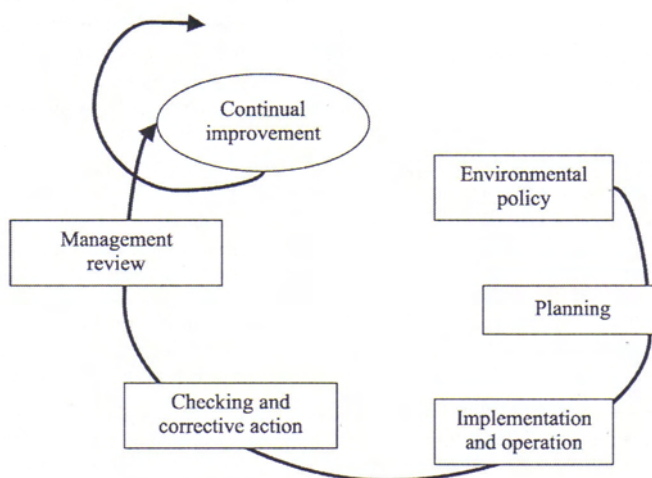 Continual
improvement
Environmental
policy
Management
review
Planning
Checking and
corrective action
Implementation
and operation